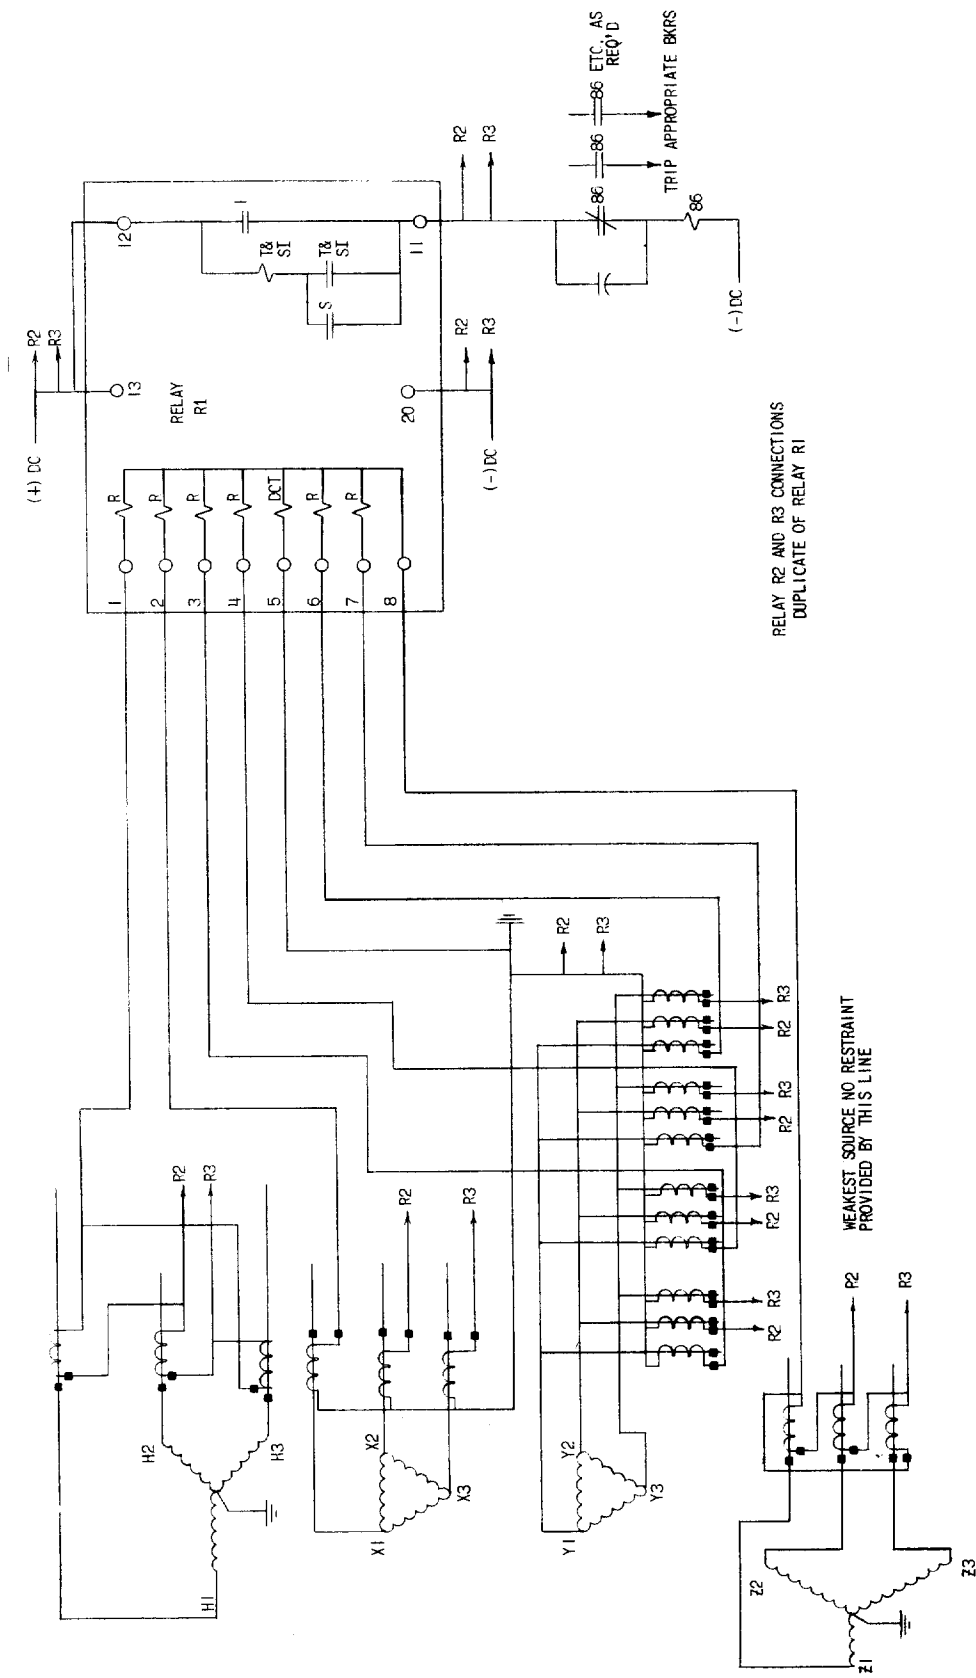 (+) DC
R2
R3
13
12
RELAY
R1
T&
SI
I
S
T&
SI
11
20
R2
R3
(-)DC
R2
R3
86
86
86 ETC. AS
REQ'D
TRIP APPROPRIATE BKRS
86
(-)DC
1
2
3
4
5
6
7
8
R
R
R
R
DCT
R
R
RELAY R2 AND R3 CONNECTIONS
DUPLICATE OF RELAY R1
H1
H2
H3
R2
R3
X1
X2
X3
R2
R3
Y1
Y2
Y3
R2
R3
R2
R3
R2
R3
R2
R3
R2
R3
WEAKEST SOURCE NO RESTRAINT
PROVIDED BY THIS LINE
Z1
Z2
Z3
R2
R3